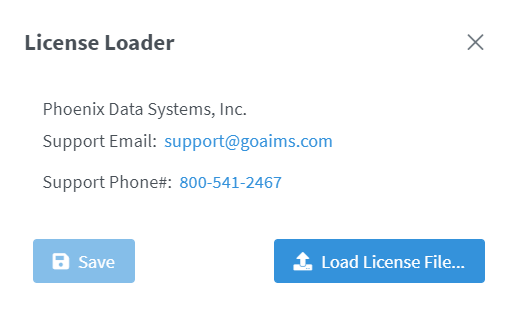 License Loader
Phoenix Data Systems, Inc.
Support Email: support@goaims.com
Support Phone#: 800-541-2467
Save
Load License File...